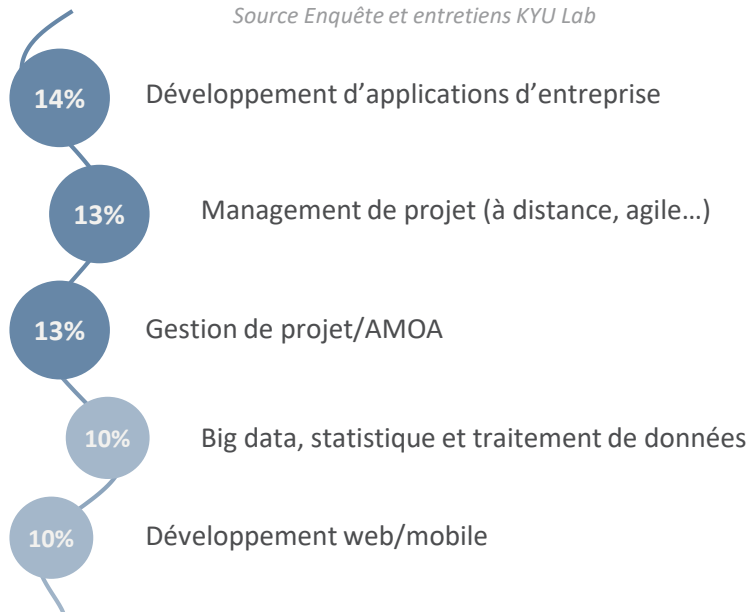 Source Enquête et entretiens KYU Lab
14% Développement d’applications d’entreprise
13% Management de projet (à distance, agile…)
13% Gestion de projet/AMOA
10% Big data, statistique et traitement de données
10% Développement web/mobile